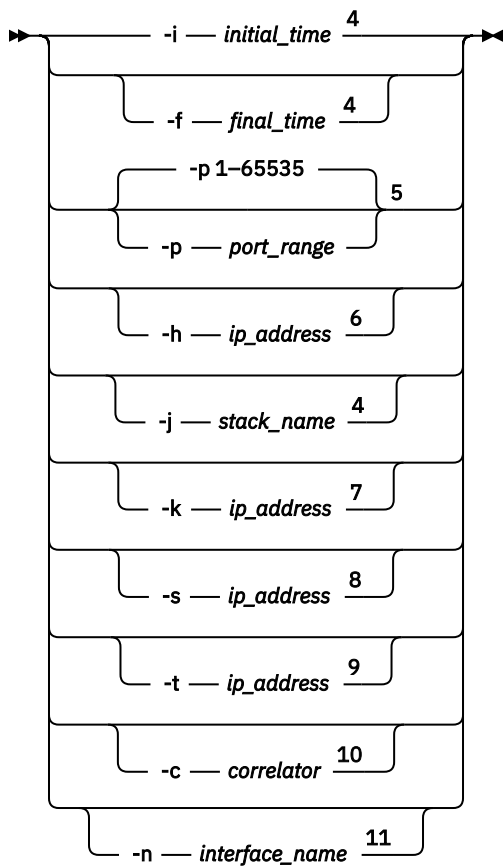 -i initial_time 4
-f final_time 4
-p 1–65535
5
-p port_range
-h ip_address 6
-j stack_name 4
-k ip_address 7
-s ip_address 8
-t ip_address 9
-c correlator 10
-n interface_name 11